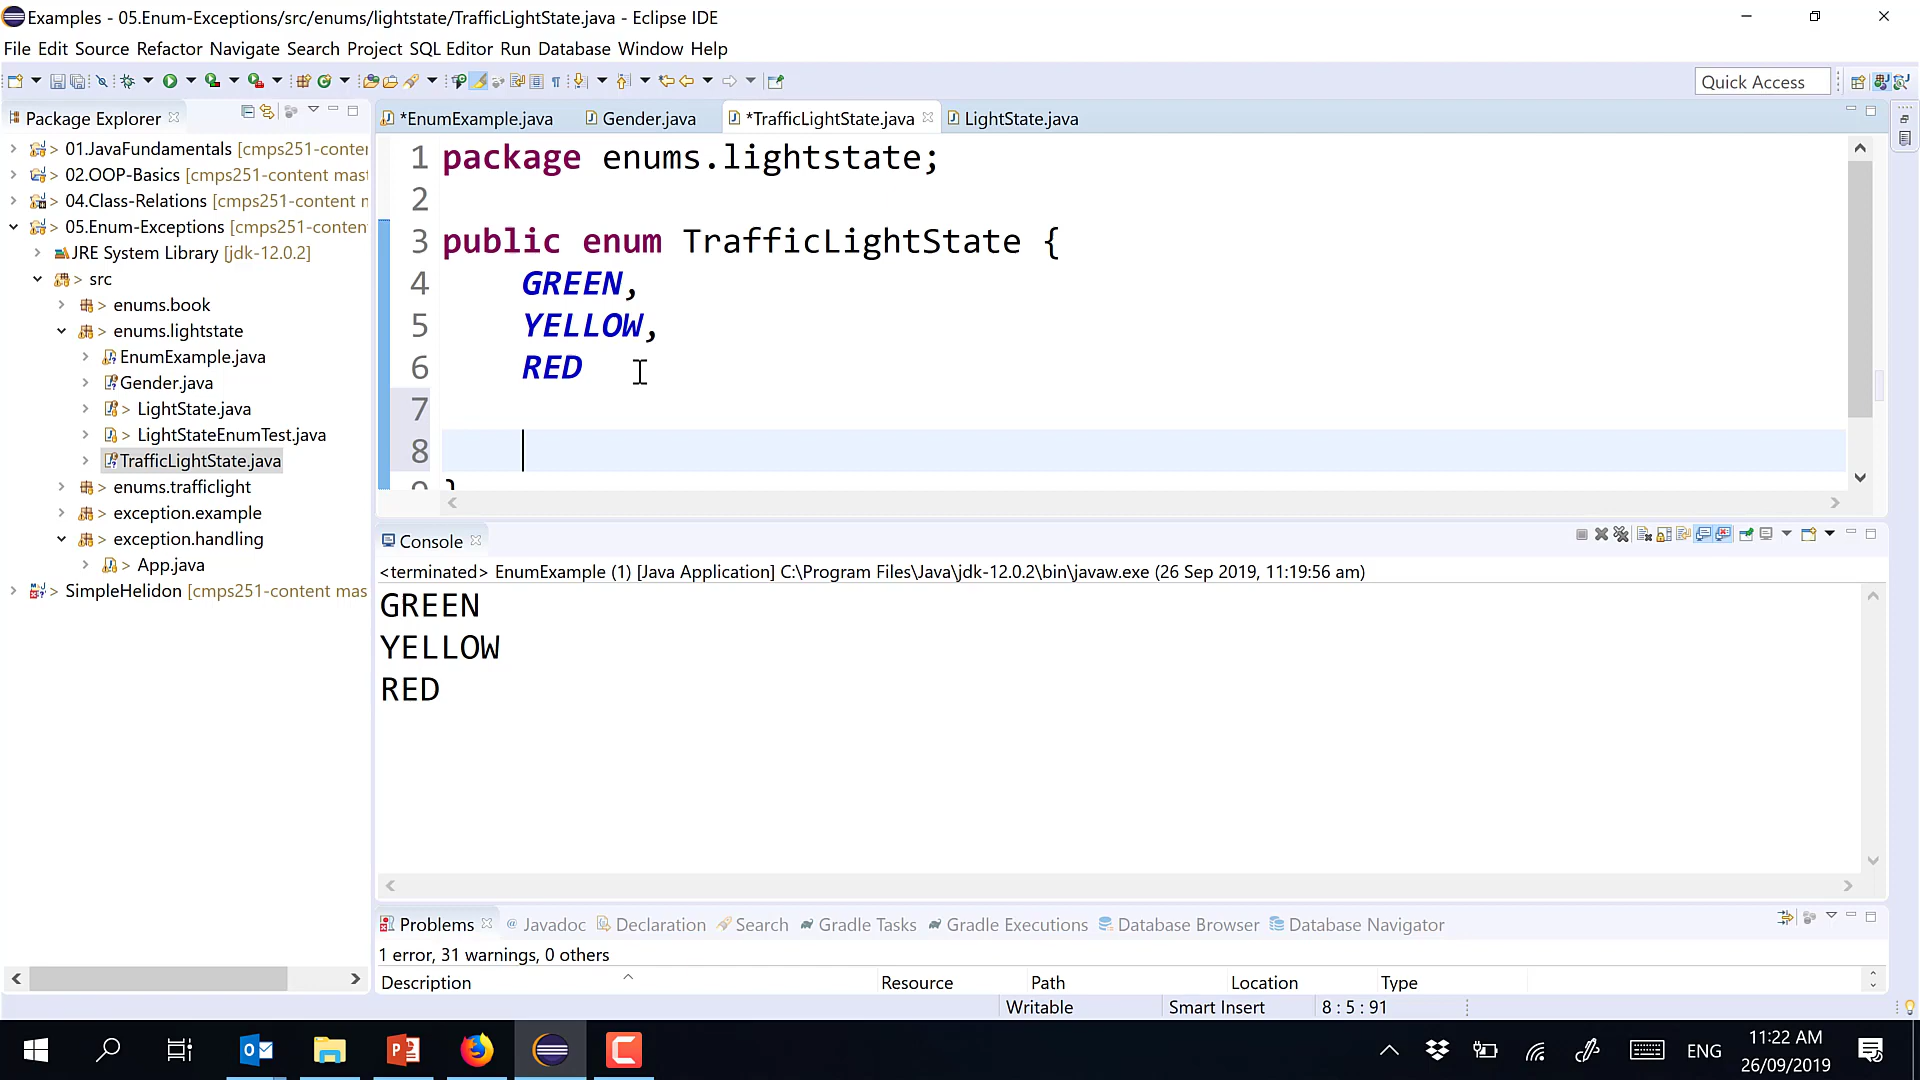 Examples - 05.Enum-Exceptions/src/enums/lightstate/TrafficLightState.java - Eclipse IDE
File Edit Source Refactor Navigate Search Project SQL Editor Run Database Window Help
Quick Access
Package Explorer
*EnumExample.java
Gender.java
*TrafficLightState.java
LightState.java
> 01.JavaFundamentals [cmps251-conter
> 02.OOP-Basics [cmps251-content mast
> 04.Class-Relations [cmps251-content n
> 05.Enum-Exceptions [cmps251-conten
JRE System Library [jdk-12.0.2]
> src
> enums.book
> enums.lightstate
EnumExample.java
Gender.java
> LightState.java
> LightStateEnumTest.java
TrafficLightState.java
> enums.trafficlight
> exception.example
> exception.handling
> App.java
> SimpleHelidon [cmps251-content mas
1 package enums.lightstate;
2
3 public enum TrafficLightState {
4 GREEN,
5 YELLOW,
6 RED
7
8
9 }
Console
<terminated> EnumExample (1) [Java Application] C:\Program Files\Java\jdk-12.0.2\bin\javaw.exe (26 Sep 2019, 11:19:56 am)
GREEN
YELLOW
RED
Problems
@ Javadoc
Declaration
Search
Gradle Tasks
Gradle Executions
Database Browser
Database Navigator
1 error, 31 warnings, 0 others
Description Resource Path Location Type
Writable Smart Insert 8 : 5 : 91
ENG
11:22 AM
26/09/2019